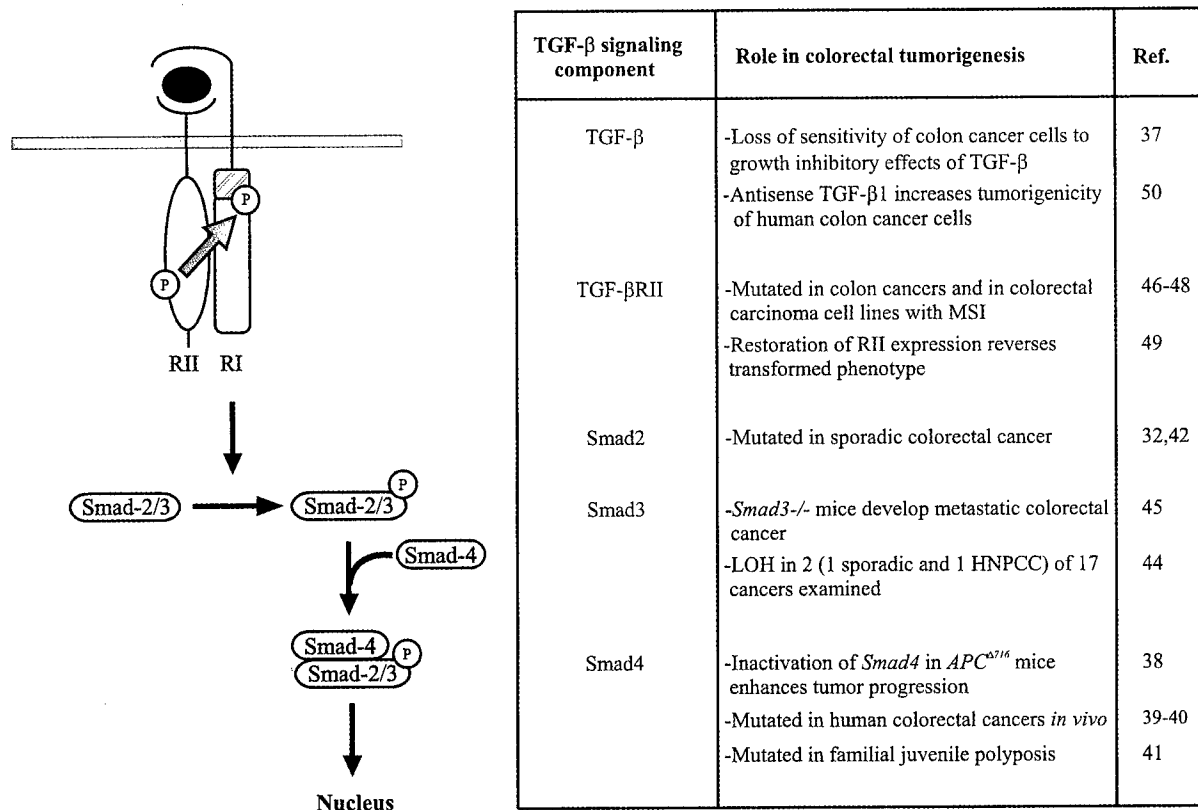 P
P
RII RI
Smad-2/3
Smad-2/3
P
Smad-4
Smad-4
Smad-2/3
P
Nucleus
TGF-β signaling
component
Role in colorectal tumorigenesis
Ref.
TGF-β
-Loss of sensitivity of colon cancer cells to
growth inhibitory effects of TGF-β
37
-Antisense TGF-β1 increases tumorigenicity
of human colon cancer cells
50
TGF-βRII
-Mutated in colon cancers and in colorectal
carcinoma cell lines with MSI
46-48
-Restoration of RII expression reverses
transformed phenotype
49
Smad2
-Mutated in sporadic colorectal cancer
32,42
Smad3
-Smad3-/- mice develop metastatic colorectal
cancer
45
-LOH in 2 (1 sporadic and 1 HNPCC) of 17
cancers examined
44
Smad4
-Inactivation of Smad4 in APC^Δ716 mice
enhances tumor progression
38
-Mutated in human colorectal cancers in vivo
39-40
-Mutated in familial juvenile polyposis
41